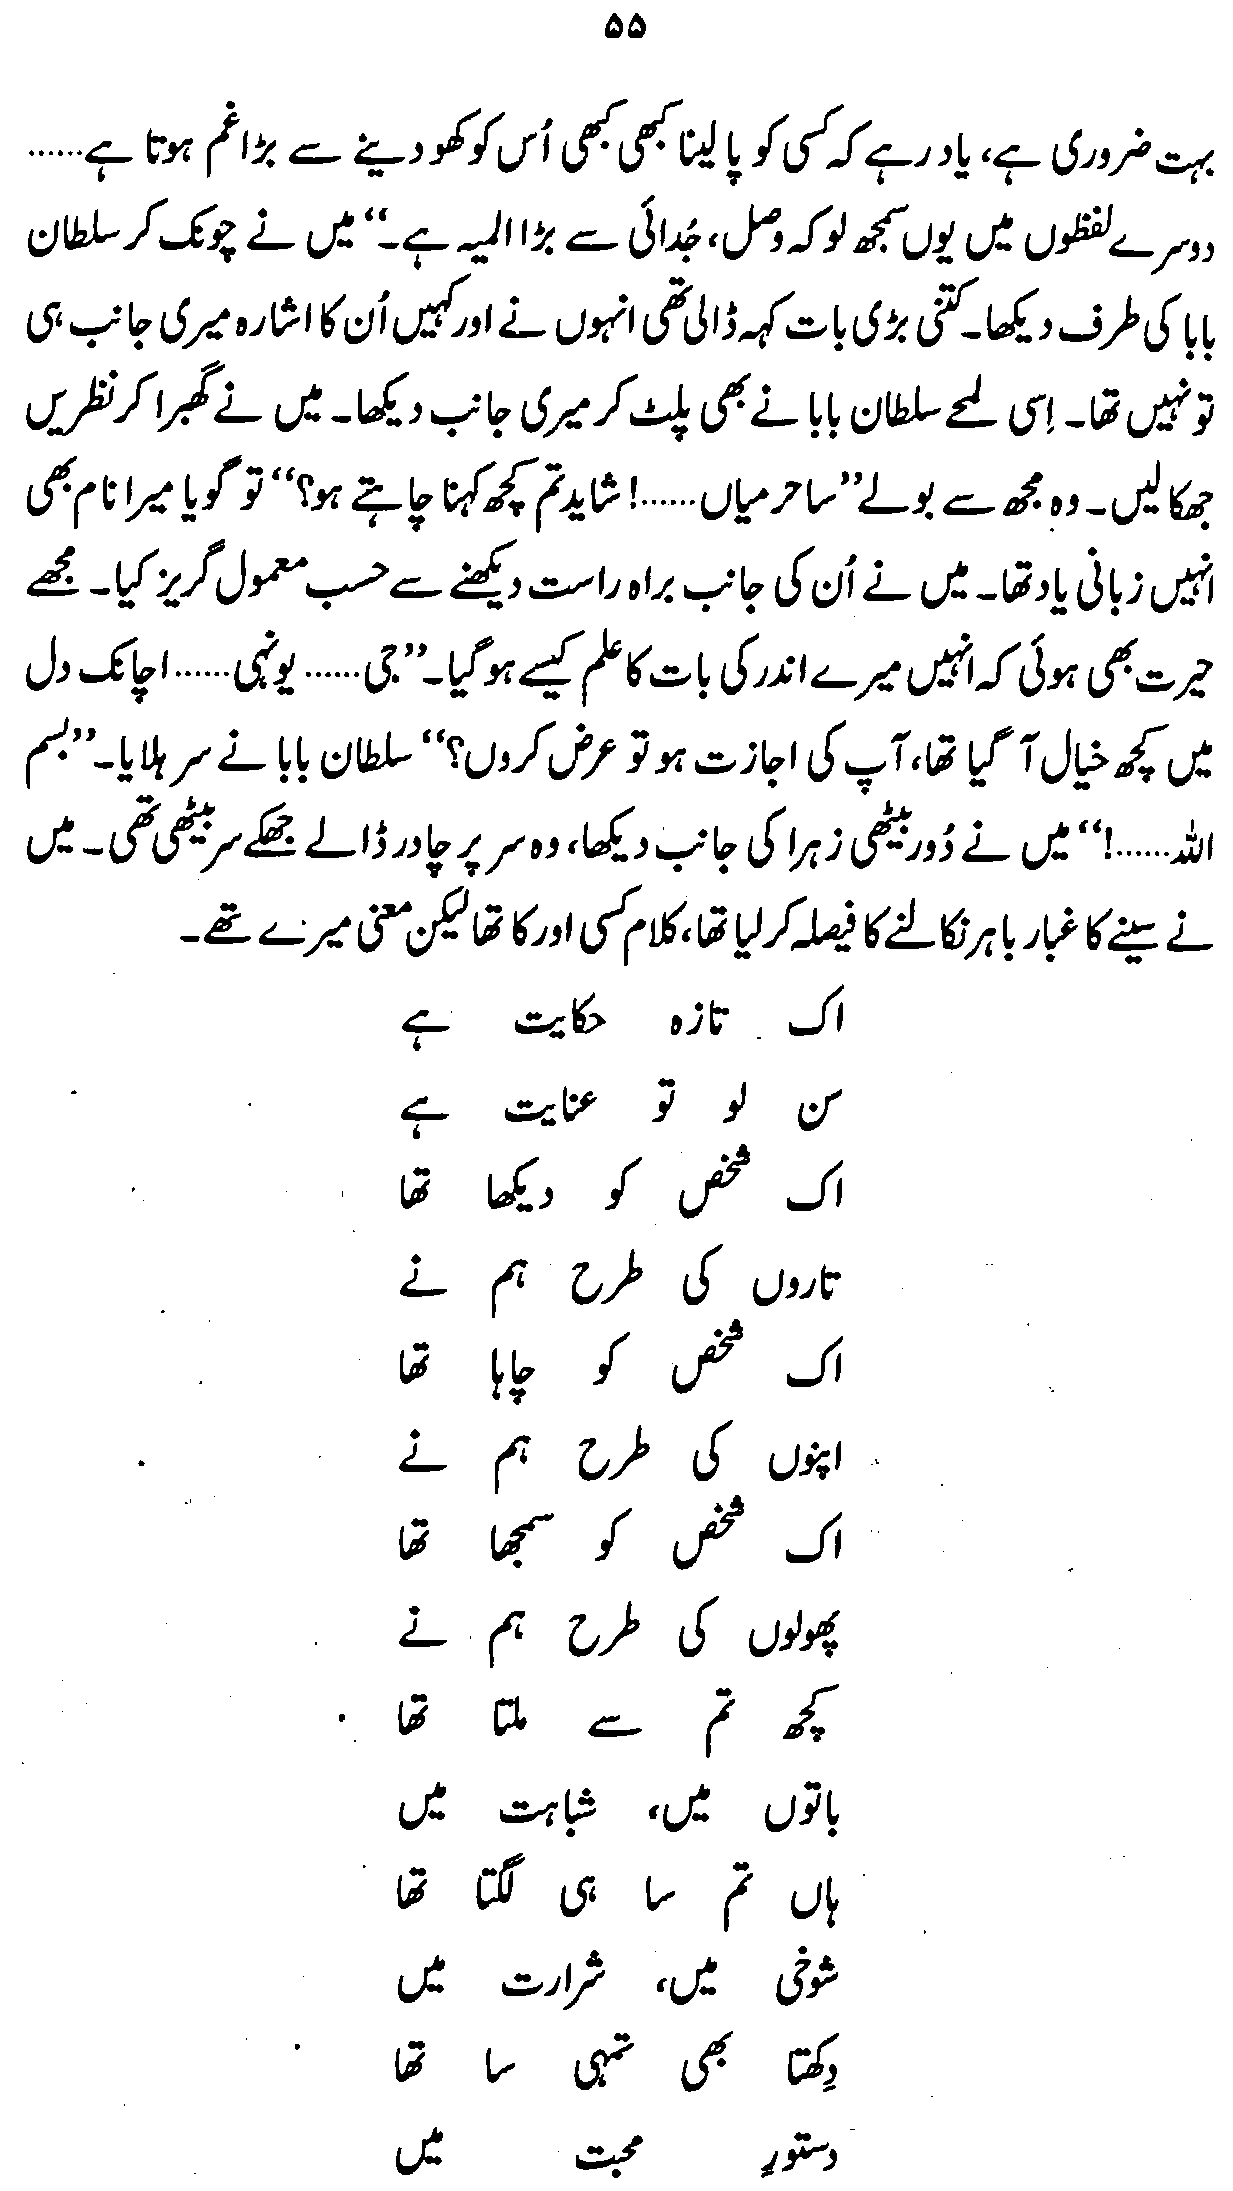 ۵۵
بہت ضروری ہے، یاد رہے کہ کسی کو پا لینا کبھی کبھی اُس کو کھو دینے سے بڑا غم ہوتا ہے......
دوسرے لفظوں میں یوں سمجھ لو کہ وصل، جُدائی سے بڑا المیہ ہے۔“ میں نے چونک کر سلطان
بابا کی طرف دیکھا۔ کتنی بڑی بات کہہ ڈالی تھی انہوں نے اور کہیں اُن کا اشارہ میری جانب ہی
تو نہیں تھا۔ اِسی لمحے سلطان بابا نے بھی پلٹ کر میری جانب دیکھا۔ میں نے گھبرا کر نظریں
جھکا لیں۔ وہ مجھ سے بولے ”ساحر میاں......! شاید تم کچھ کہنا چاہتے ہو؟“ تو گویا میرا نام بھی
انہیں زبانی یاد تھا۔ میں نے اُن کی جانب براہ راست دیکھنے سے حسب معمول گریز کیا۔ مجھے
حیرت بھی ہوئی کہ انہیں میرے اندر کی بات کا علم کیسے ہو گیا۔ ”جی...... یونہی...... اچانک دل
میں کچھ خیال آ گیا تھا، آپ کی اجازت ہو تو عرض کروں؟“ سلطان بابا نے سر ہلایا۔ ”بسم
اللہ......!“ میں نے دُور بیٹھی زہرا کی جانب دیکھا، وہ سر پر چادر ڈالے جھکے سر بیٹھی تھی۔ میں
نے سینے کا غبار باہر نکالنے کا فیصلہ کر لیا تھا، کلام کسی اور کا تھا لیکن معنی میرے تھے۔
اک تازہ حکایت ہے
سن لو تو عنایت ہے
اک شخص کو دیکھا تھا
تاروں کی طرح ہم نے
اک شخص کو چاہا تھا
اپنوں کی طرح ہم نے
اک شخص کو سمجھا تھا
پھولوں کی طرح ہم نے
کچھ تم سے ملتا تھا
باتوں میں، شباہت میں
ہاں تم سا ہی لگتا تھا
شوخی میں، شرارت میں
دِکھتا بھی تمہی سا تھا
دستورِ محبت میں